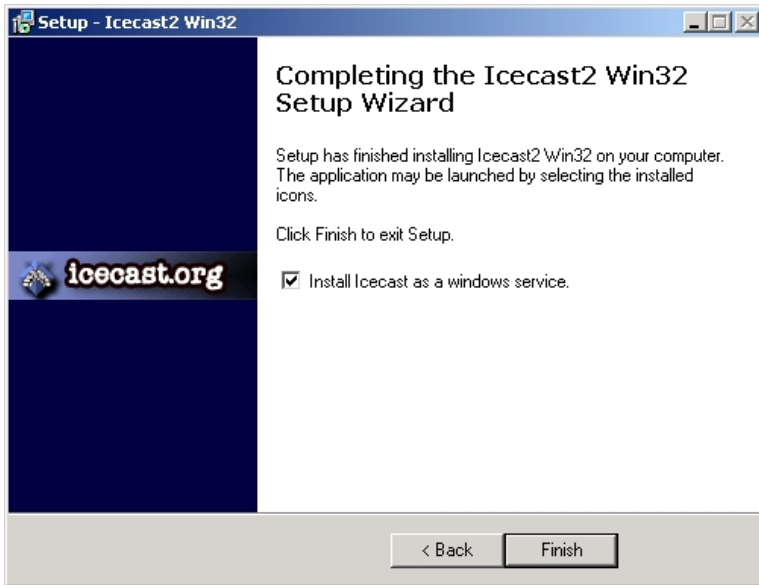 Setup - Icecast2 Win32
Completing the Icecast2 Win32
Setup Wizard
Setup has finished installing Icecast2 Win32 on your computer.
The application may be launched by selecting the installed
icons.
Click Finish to exit Setup.
icecast.org
Install Icecast as a windows service.
< Back
Finish